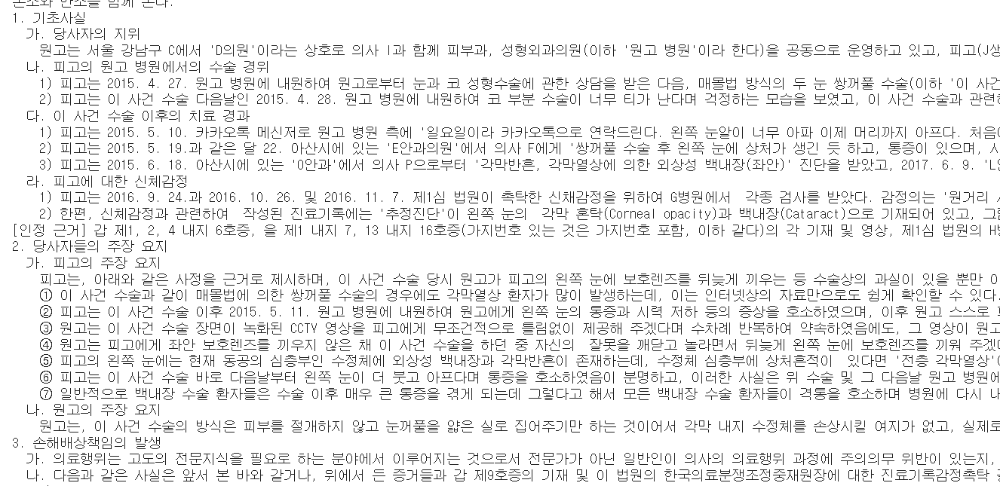 본소와 반소를 함께 본다.
1. 기초사실
가. 당사자의 지위
원고는 서울 강남구 C에서 'D의원'이라는 상호로 의사 I과 함께 피부과, 성형외과의원(이하 '원고 병원'이라 한다)을 공동으로 운영하고 있고, 피고(J생
나. 피고의 원고 병원에서의 수술 경위
1) 피고는 2015. 4. 27. 원고 병원에 내원하여 원고로부터 눈과 코 성형수술에 관한 상담을 받은 다음, 매몰법 방식의 두 눈 쌍꺼풀 수술(이하 '이 사건
2) 피고는 이 사건 수술 다음날인 2015. 4. 28. 원고 병원에 내원하여 코 부분 수술이 너무 티가 난다며 걱정하는 모습을 보였고, 이 사건 수술과 관련하
다. 이 사건 수술 이후의 치료 경과
1) 피고는 2015. 5. 10. 카카오톡 메신저로 원고 병원 측에 '일요일이라 카카오톡으로 연락드린다. 왼쪽 눈알이 너무 아파 이제 머리까지 아프다. 처음에
2) 피고는 2015. 5. 19.과 같은 달 22. 아산시에 있는 'E안과의원'에서 의사 F에게 '쌍꺼풀 수술 후 왼쪽 눈에 상처가 생긴 듯 하고, 통증이 있으며, 시
3) 피고는 2015. 6. 18. 아산시에 있는 'O안과'에서 의사 P으로부터 '각막반흔, 각막열상에 의한 외상성 백내장(좌안)' 진단을 받았고, 2017. 6. 9. 'L안
라. 피고에 대한 신체감정
1) 피고는 2016. 9. 24.과 2016. 10. 26. 및 2016. 11. 7. 제1심 법원이 촉탁한 신채감정을 위하여 G병원에서 각종 검사를 받았다. 감정의는 '원거리 시
2) 한편, 신체감정과 관련하여 작성된 진료기록에는 '추정진단'이 왼쪽 눈의 각막 혼탁(Corneal opacity)과 백내장(Cataract)으로 기재되어 있고, 그럼
[인정 근거] 갑 제1, 2, 4 내지 6호증, 을 제1 내지 7, 13 내지 16호증(가지번호 있는 것은 가지번호 포함, 이하 같다)의 각 기재 및 영상, 제1심 법원의 H병
2. 당사자들의 주장 요지
가. 피고의 주장 요지
피고는, 아래와 같은 사정을 근거로 제시하며, 이 사건 수술 당시 원고가 피고의 왼쪽 눈에 보호렌즈를 뒤늦게 끼우는 등 수술상의 과실이 있을 뿐만 아
① 이 사건 수술과 같이 매몰법에 의한 쌍꺼풀 수술의 경우에도 각막열상 환자가 많이 발생하는데, 이는 인터넷상의 자료만으로도 쉽게 확인할 수 있다.
② 피고는 이 사건 수술 이후 2015. 5. 11. 원고 병원에 내원하여 원고에게 왼쪽 눈의 통증과 시력 저하 등의 증상을 호소하였으며, 이후 원고 스스로 피
③ 원고는 이 사건 수술 장면이 녹화된 CCTV 영상을 피고에게 무조건적으로 틀림없이 제공해 주겠다며 수차례 반복하여 약속하였음에도, 그 영상이 원고
④ 원고는 피고에게 좌안 보호렌즈를 끼우지 않은 채 이 사건 수술을 하던 중 자신의 잘못을 깨닫고 놀라면서 뒤늦게 왼쪽 눈에 보호렌즈를 끼워 주겠다
⑤ 피고의 왼쪽 눈에는 현재 동공의 심층부인 수정체에 외상성 백내장과 각막반흔이 존재하는데, 수정체 심층부에 상처흔적이 있다면 '전층 각막열상'이
⑥ 피고는 이 사건 수술 바로 다음날부터 왼쪽 눈이 더 붓고 아프다며 통증을 호소하였음이 분명하고, 이러한 사실은 위 수술 및 그 다음날 원고 병원에
⑦ 일반적으로 백내장 수술 환자들은 수술 이후 매우 큰 통증을 겪게 되는데 그렇다고 해서 모든 백내장 수술 환자들이 격통을 호소하며 병원에 다시 내
나. 원고의 주장 요지
원고는, 이 사건 수술의 방식은 피부를 절개하지 않고 눈꺼풀을 얇은 실로 집어주기만 하는 것이어서 각막 내지 수정체를 손상시킬 여지가 없고, 실제로
3. 손해배상책임의 발생
가. 의료행위는 고도의 전문지식을 필요로 하는 분야에서 이루어지는 것으로서 전문가가 아닌 일반인이 의사의 의료행위 과정에 주의의무 위반이 있는지,
나. 다음과 같은 사실은 앞서 본 바와 같거나, 위에서 든 증거들과 갑 제9호증의 기재 및 이 법원의 한국의료분쟁조정중재원장에 대한 진료기록감정촉탁 결